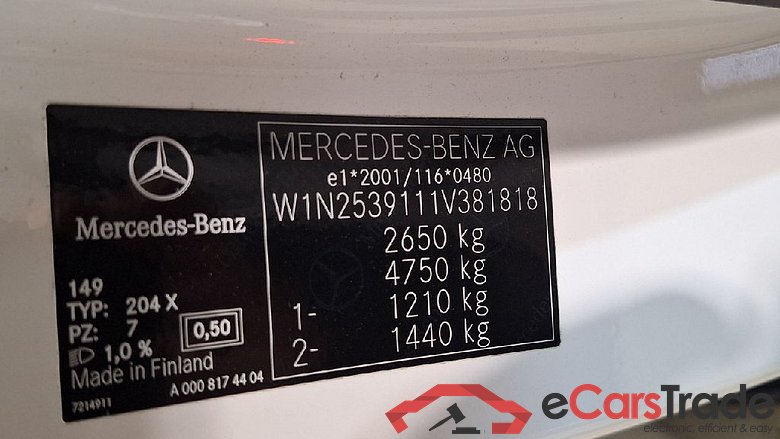 Mercedes-Benz
149
TYP: 204 X
PZ: 7
0,50
1,0 %
Made in Finland
A 000 817 44 04
7214911
MERCEDES-BENZ AG
e1*2001/116*0480
W1N2539111V381818
2650 kg
4750 kg
1- 1210 kg
2- 1440 kg
eCarsTrade
electronic, efficient & easy